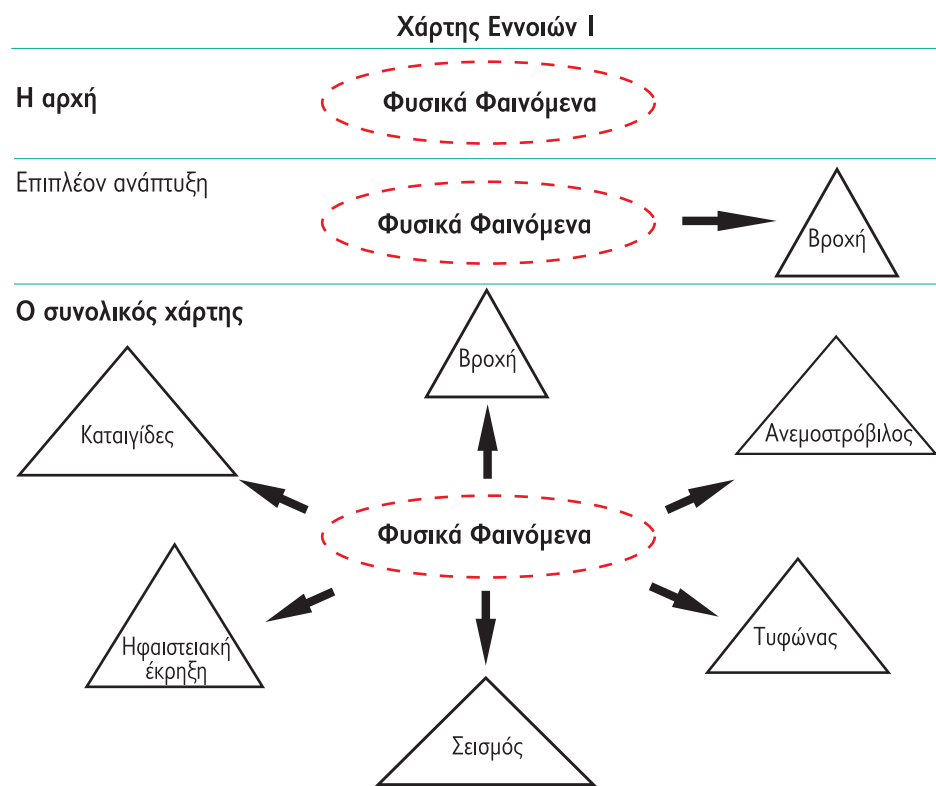 Χάρτης Εννοιών Ι
Η αρχή
Φυσικά Φαινόμενα
Επιπλέον ανάπτυξη
Φυσικά Φαινόμενα
Βροχή
Ο συνολικός χάρτης
Βροχή
Καταιγίδες
Ανεμοστρόβιλος
Φυσικά Φαινόμενα
Ηφαιστειακή
έκρηξη
Τυφώνας
Σεισμός